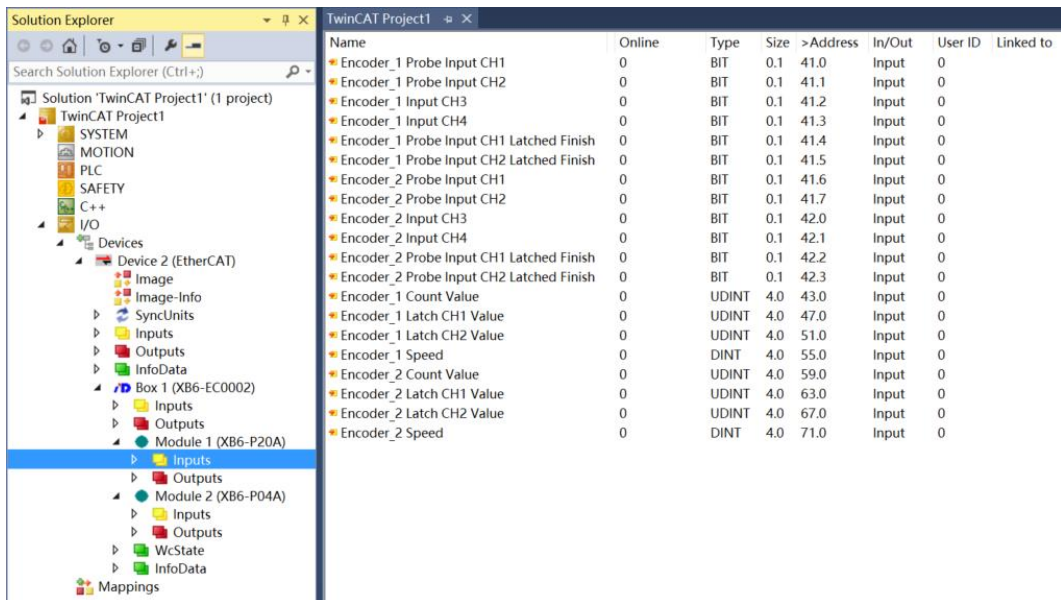 Solution Explorer
Search Solution Explorer (Ctrl+;)
Solution 'TwinCAT Project1' (1 project)
TwinCAT Project1
SYSTEM
MOTION
PLC
SAFETY
C++
I/O
Devices
Device 2 (EtherCAT)
Image
Image-Info
SyncUnits
Inputs
Outputs
InfoData
Box 1 (XB6-EC0002)
Inputs
Outputs
Module 1 (XB6-P20A)
Inputs
Outputs
Module 2 (XB6-P04A)
Inputs
Outputs
WcState
InfoData
Mappings
TwinCAT Project1
Name Online Type Size >Address In/Out User ID Linked to
Encoder_1 Probe Input CH1 0 BIT 0.1 41.0 Input 0
Encoder_1 Probe Input CH2 0 BIT 0.1 41.1 Input 0
Encoder_1 Input CH3 0 BIT 0.1 41.2 Input 0
Encoder_1 Input CH4 0 BIT 0.1 41.3 Input 0
Encoder_1 Probe Input CH1 Latched Finish 0 BIT 0.1 41.4 Input 0
Encoder_1 Probe Input CH2 Latched Finish 0 BIT 0.1 41.5 Input 0
Encoder_2 Probe Input CH1 0 BIT 0.1 41.6 Input 0
Encoder_2 Probe Input CH2 0 BIT 0.1 41.7 Input 0
Encoder_2 Input CH3 0 BIT 0.1 42.0 Input 0
Encoder_2 Input CH4 0 BIT 0.1 42.1 Input 0
Encoder_2 Probe Input CH1 Latched Finish 0 BIT 0.1 42.2 Input 0
Encoder_2 Probe Input CH2 Latched Finish 0 BIT 0.1 42.3 Input 0
Encoder_1 Count Value 0 UDINT 4.0 43.0 Input 0
Encoder_1 Latch CH1 Value 0 UDINT 4.0 47.0 Input 0
Encoder_1 Latch CH2 Value 0 UDINT 4.0 51.0 Input 0
Encoder_1 Speed 0 DINT 4.0 55.0 Input 0
Encoder_2 Count Value 0 UDINT 4.0 59.0 Input 0
Encoder_2 Latch CH1 Value 0 UDINT 4.0 63.0 Input 0
Encoder_2 Latch CH2 Value 0 UDINT 4.0 67.0 Input 0
Encoder_2 Speed 0 DINT 4.0 71.0 Input 0